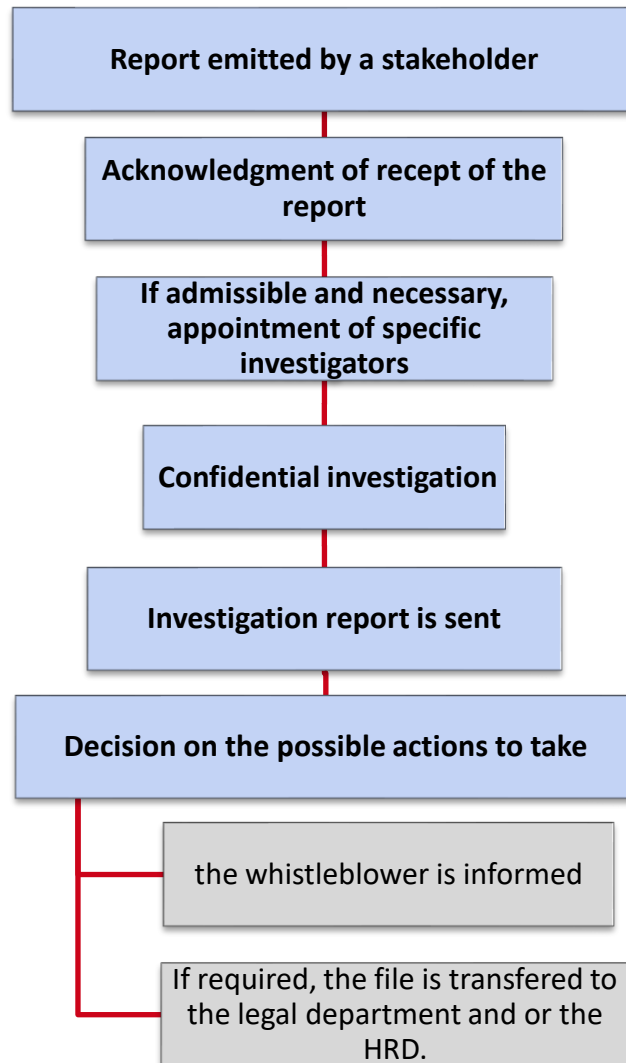 Report emitted by a stakeholder
Acknowledgment of recept of the
report
If admissible and necessary,
appointment of specific
investigators
Confidential investigation
Investigation report is sent
Decision on the possible actions to take
the whistleblower is informed
If required, the file is transfered to
the legal department and or the
HRD.